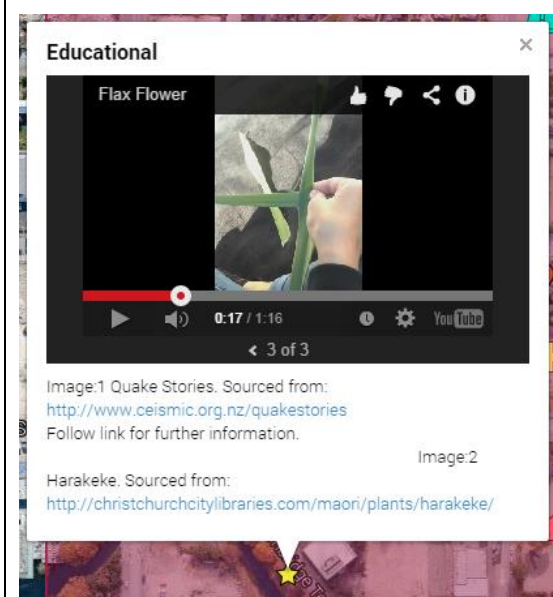 Educational
×
Flax Flower
0:17 / 1:16
YouTube
< 3 of 3
Image:1 Quake Stories. Sourced from:
http://www.ceismic.org.nz/quakestories
Follow link for further information.
Image:2
Harakeke. Sourced from:
http://christchurchcitylibraries.com/maori/plants/harakeke/